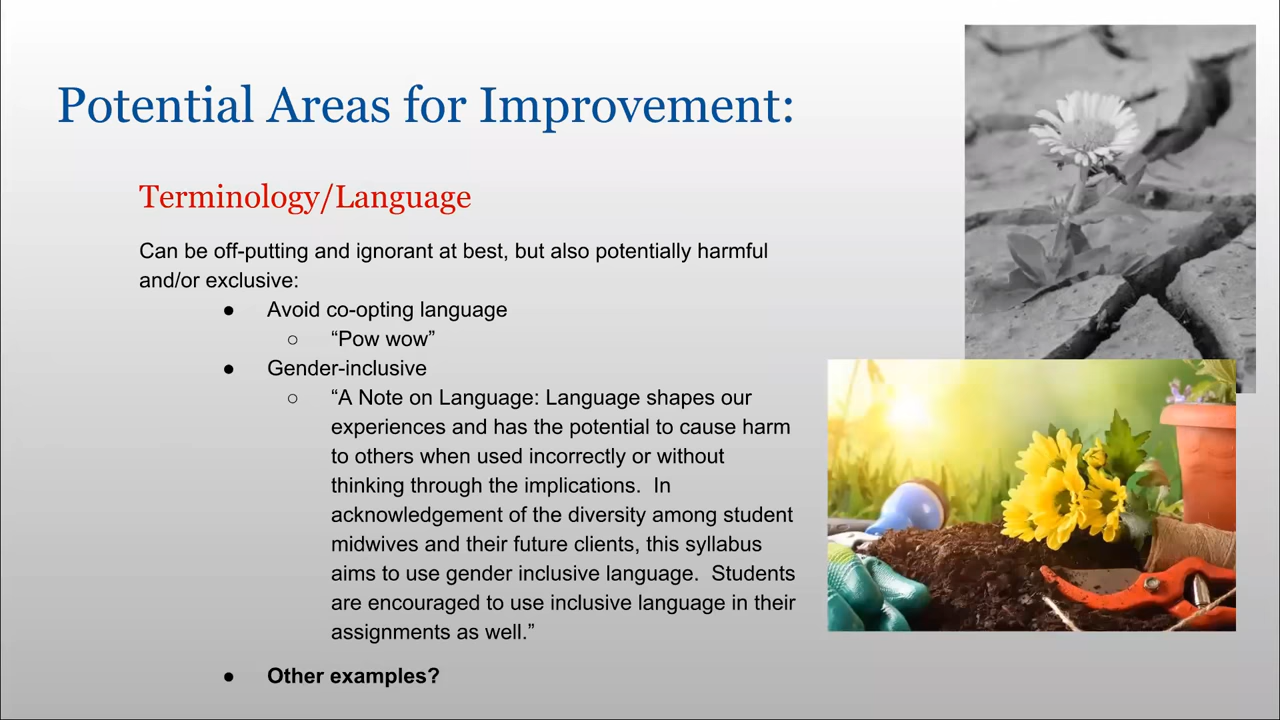 Potential Areas for Improvement:
Terminology/Language
Can be off-putting and ignorant at best, but also potentially harmful
and/or exclusive:
● Avoid co-opting language
○ “Pow wow”
● Gender-inclusive
○ “A Note on Language: Language shapes our
experiences and has the potential to cause harm
to others when used incorrectly or without
thinking through the implications.  In
acknowledgement of the diversity among student
midwives and their future clients, this syllabus
aims to use gender inclusive language.  Students
are encouraged to use inclusive language in their
assignments as well.”
● Other examples?